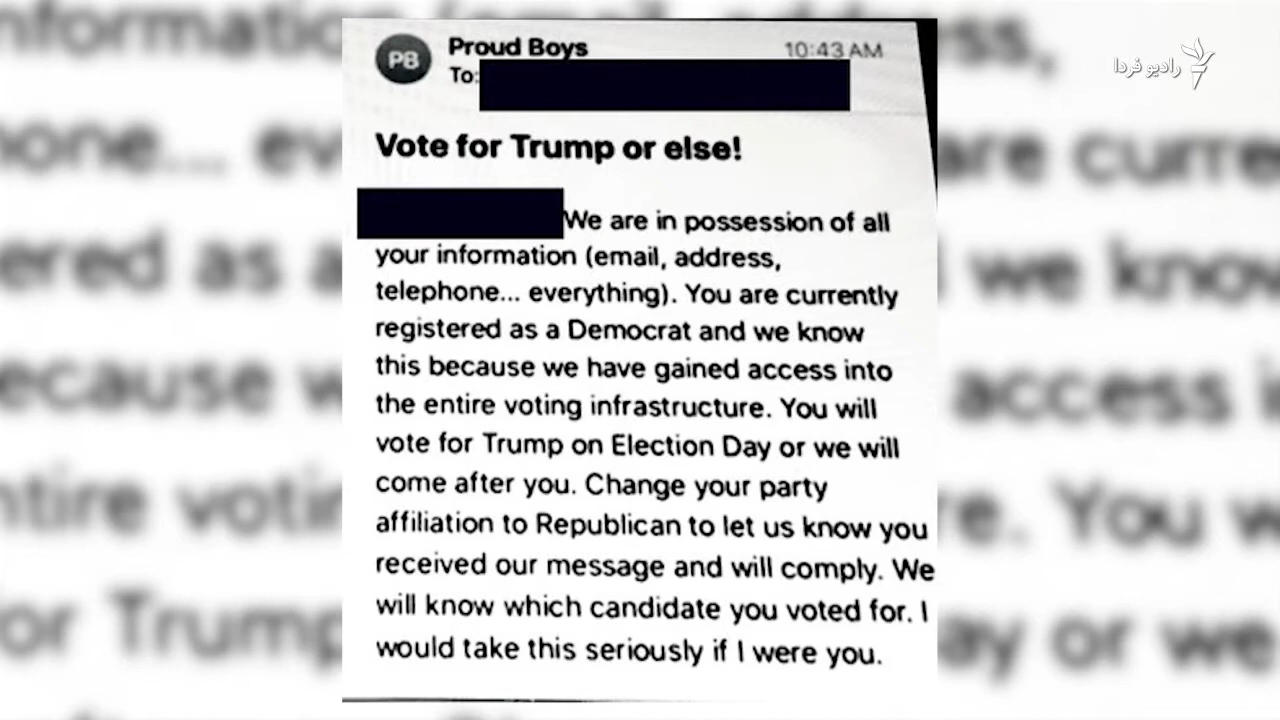 PB
Proud Boys
10:43 AM
To:
Vote for Trump or else!
We are in possession of all
your information (email, address,
telephone... everything). You are currently
registered as a Democrat and we know
this because we have gained access into
the entire voting infrastructure. You will
vote for Trump on Election Day or we will
come after you. Change your party
affiliation to Republican to let us know you
received our message and will comply. We
will know which candidate you voted for. I
would take this seriously if I were you.
رادیو فردا